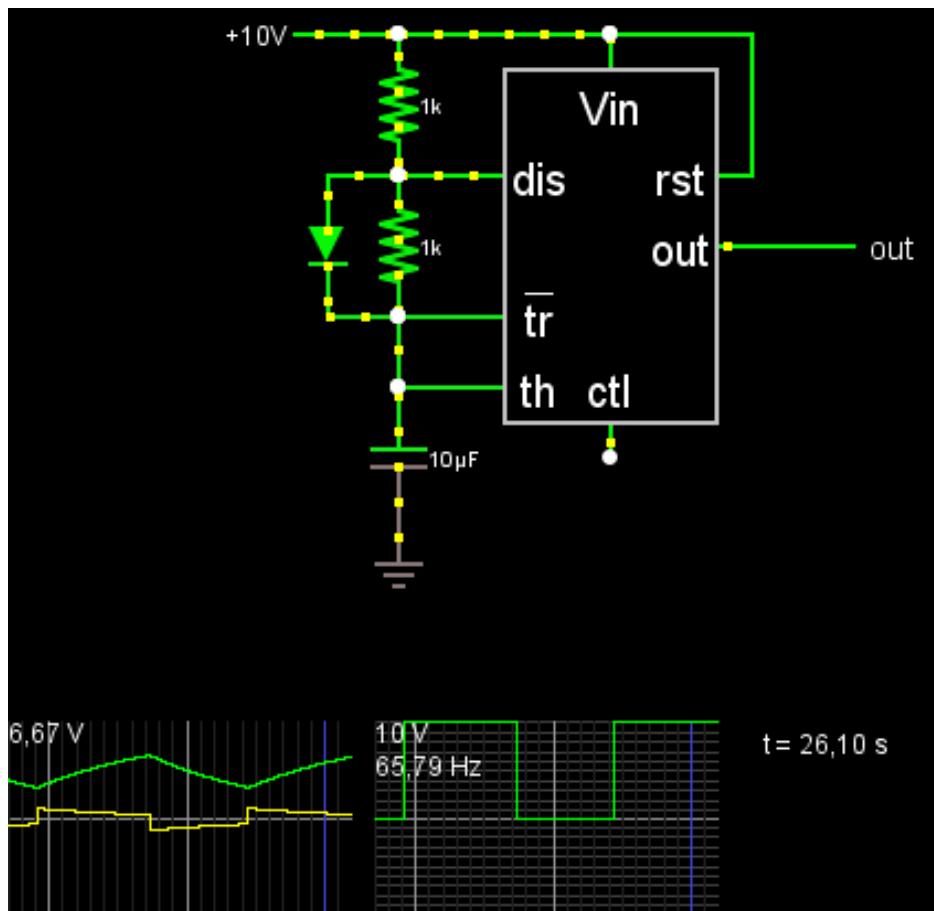 +10V
1k
Vin
dis
rst
1k
out
out
tr
th
ctl
10µF
6,67 V
10 V
65,79 Hz
t = 26,10 s